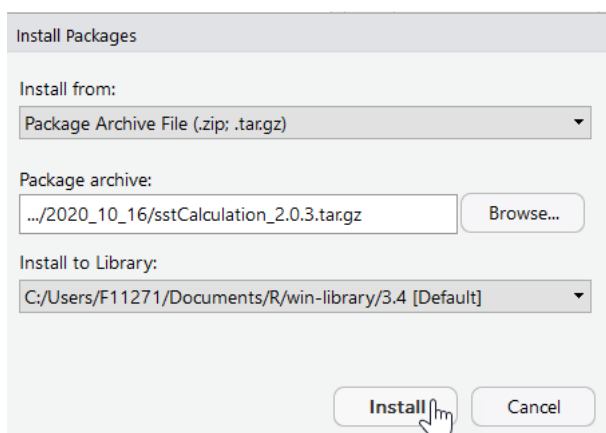 Install Packages
Install from:
Package Archive File (.zip; .tar.gz)
Package archive:
.../2020_10_16/sstCalculation_2.0.3.tar.gz
Browse...
Install to Library:
C:/Users/F11271/Documents/R/win-library/3.4 [Default]
Install
Cancel